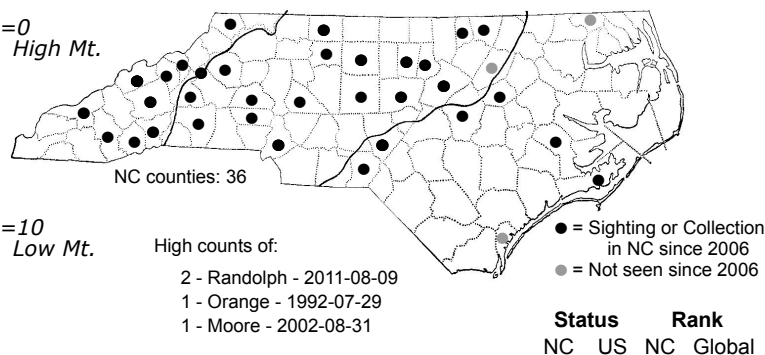 =0
High Mt.
NC counties: 36
=10
Low Mt.
High counts of:
2 - Randolph - 2011-08-09
1 - Orange - 1992-07-29
1 - Moore - 2002-08-31
● = Sighting or Collection
in NC since 2006
● = Not seen since 2006
Status Rank
NC US NC Global